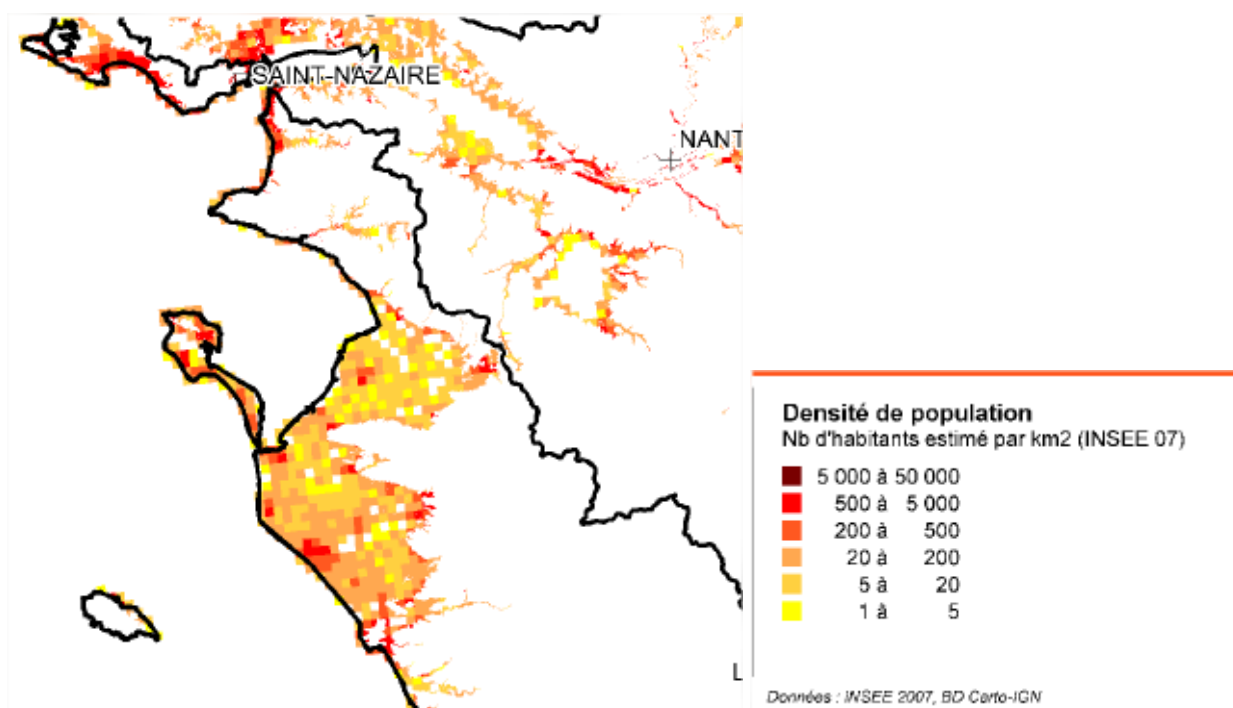 SAINT-NAZAIRE
NANT
L
Densité de population
Nb d'habitants estimé par km2 (INSEE 07)
5 000 à 50 000
500 à 5 000
200 à 500
20 à 200
5 à 20
1 à 5
Données : INSEE 2007, BD Carto-IGN